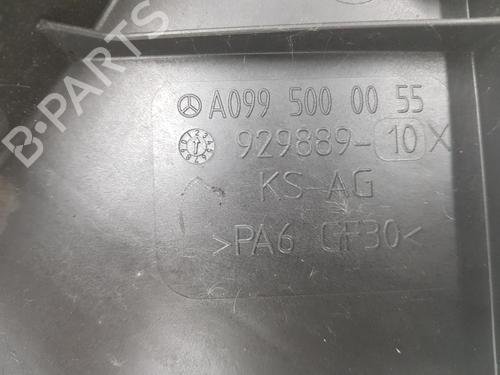 A099 500 00 55
929889-10X
KS-AG
>PA6 GF30<
B-PARTS